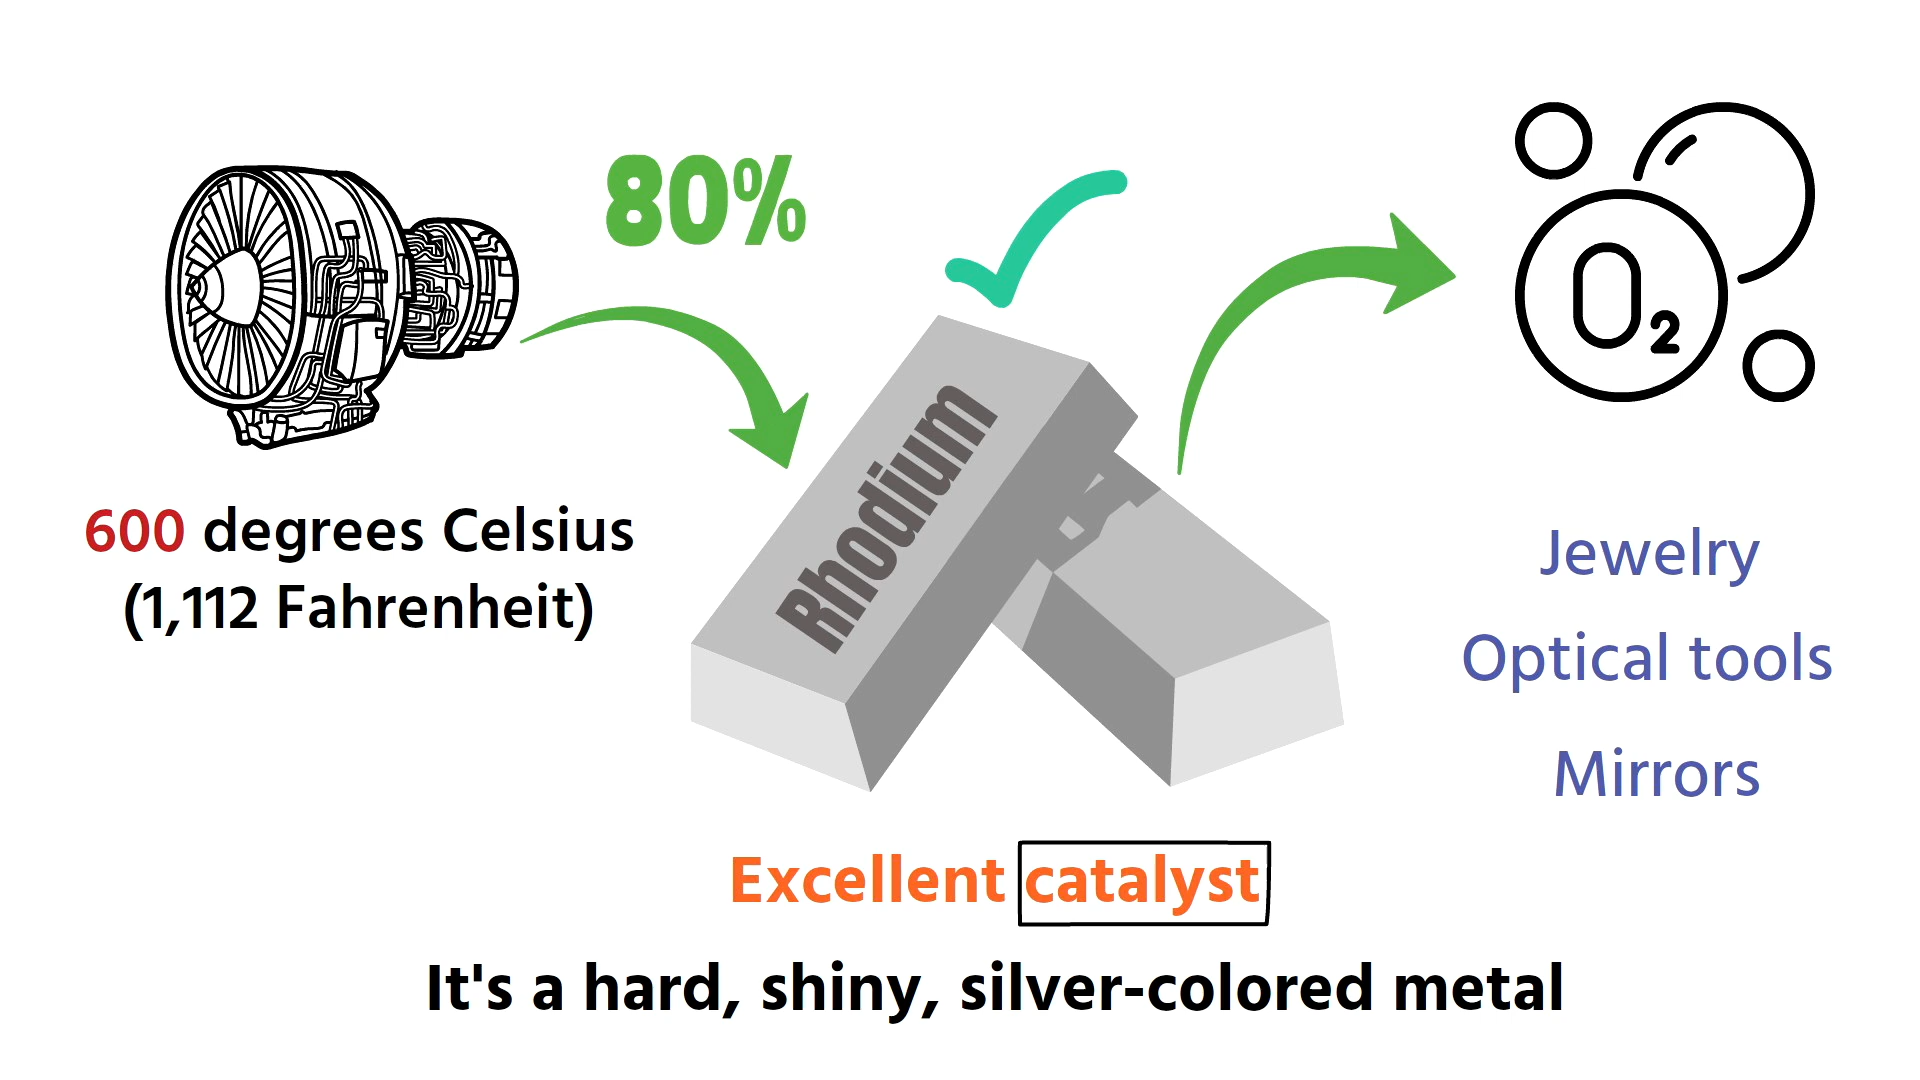 80%
O2
Rhodium
600 degrees Celsius
(1,112 Fahrenheit)
Jewelry
Optical tools
Mirrors
Excellent catalyst
It's a hard, shiny, silver-colored metal